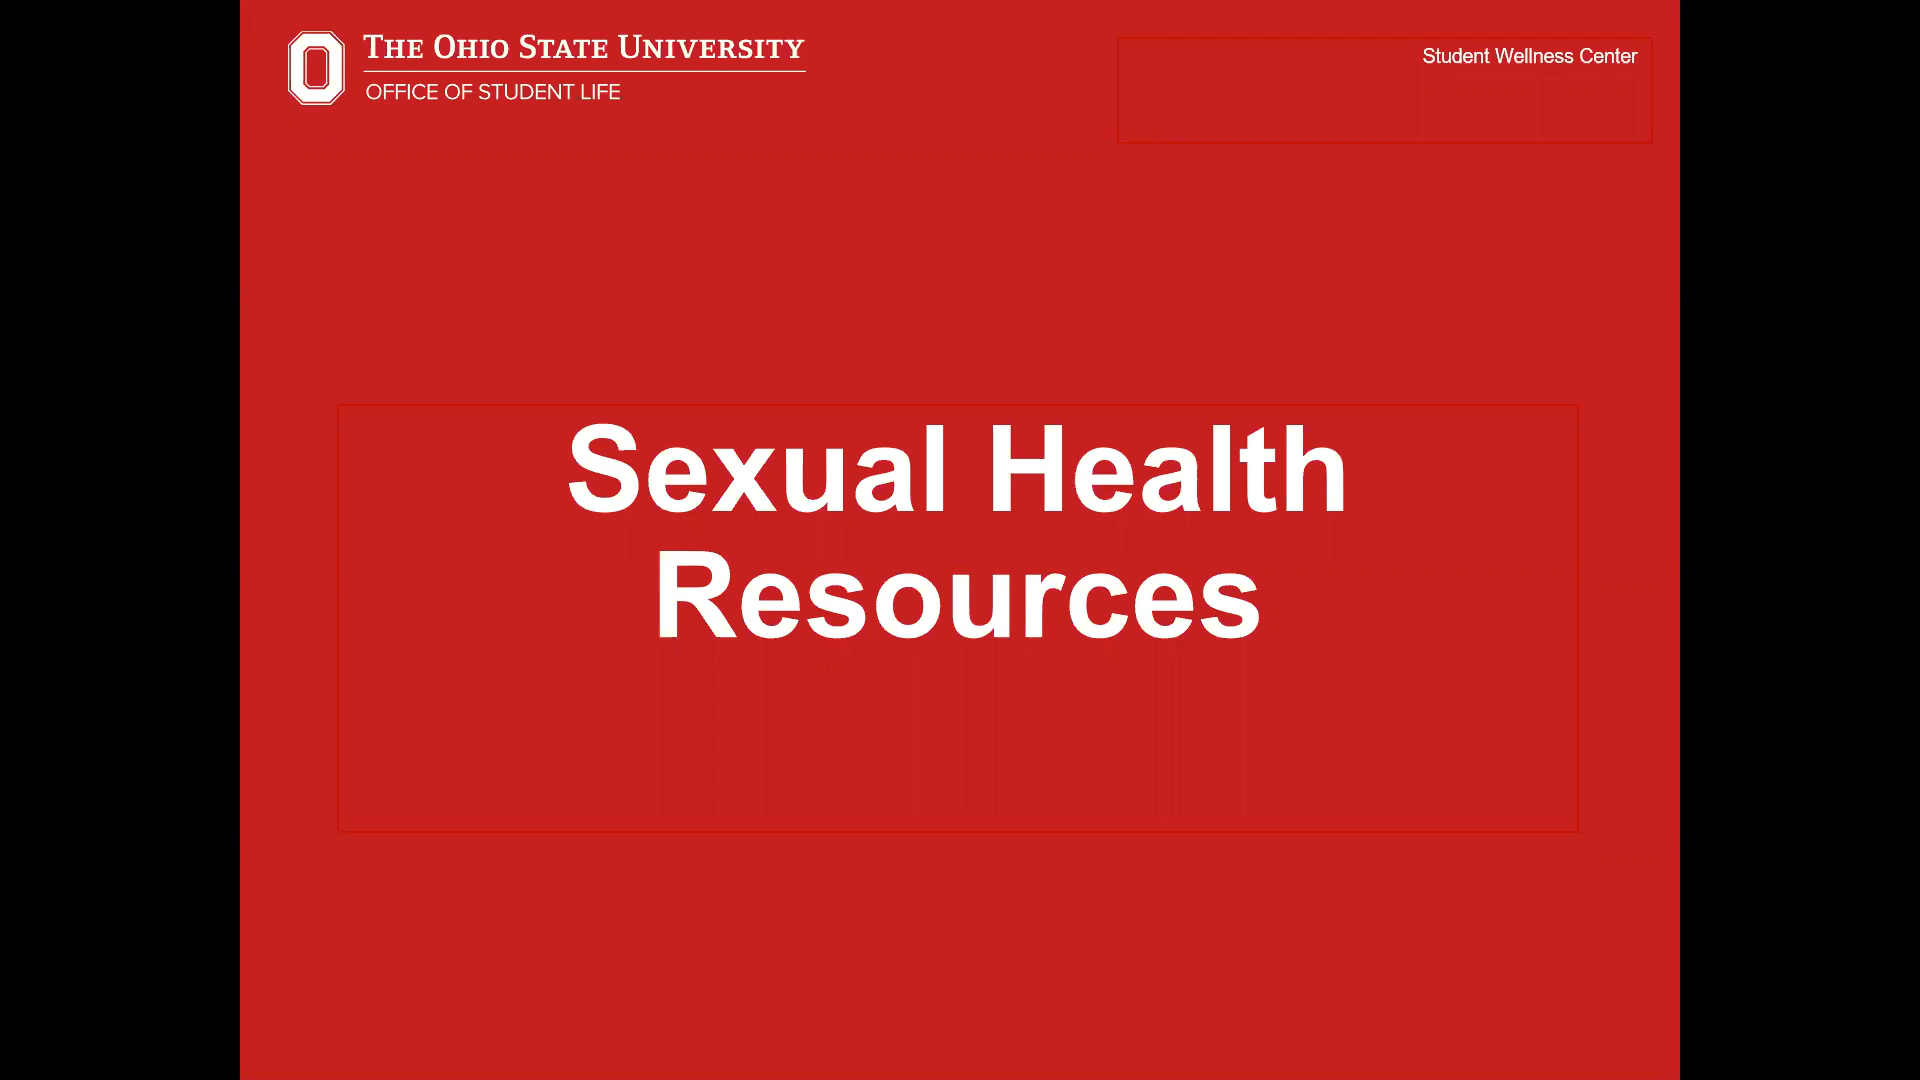 THE OHIO STATE UNIVERSITY
OFFICE OF STUDENT LIFE
Student Wellness Center
Sexual Health
Resources